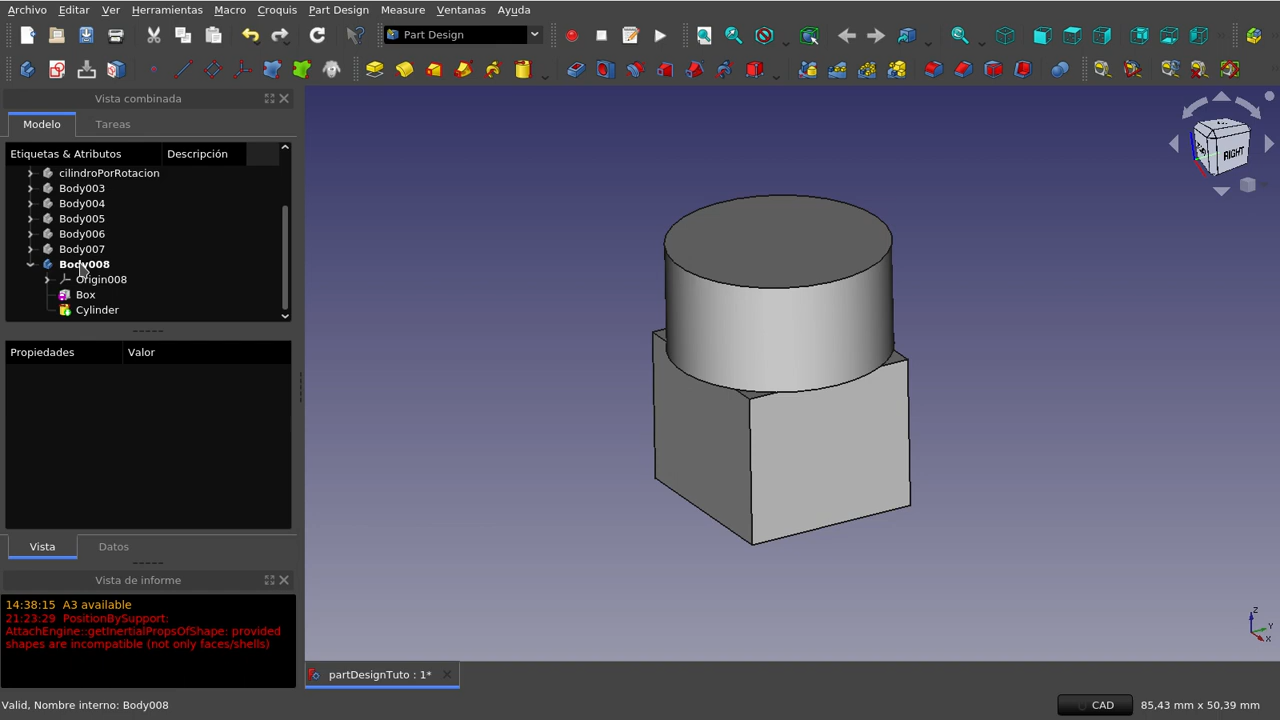 Archivo Editar Ver Herramientas Macro Croquis Part Design Measure Ventanas Ayuda
Part Design
Vista combinada
Modelo Tareas
Etiquetas & Atributos Descripción
cilindroPorRotacion
Body003
Body004
Body005
Body006
Body007
Body008
Origin008
Box
Cylinder
Propiedades Valor
Vista Datos
Vista de informe
14:38:15 A3 available
21:23:29 PositionBySupport:
AttachEngine::getInertialPropsOfShape: provided
shapes are incompatible (not only faces/shells)
RIGHT
Z
Y
X
partDesignTuto : 1*
Valid, Nombre interno: Body008
CAD
85,43 mm x 50,39 mm